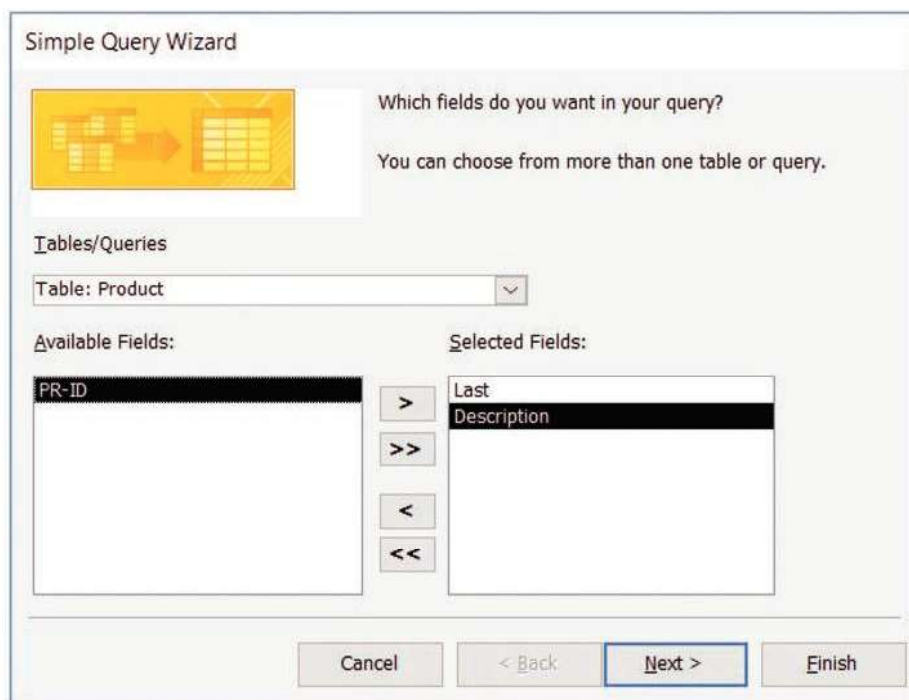 Simple Query Wizard
Which fields do you want in your query?
You can choose from more than one table or query.
Tables/Queries
Table: Product
Available Fields:
Selected Fields:
PR-ID
Last
Description
>
>>
<
<<
Cancel
< Back
Next >
Finish